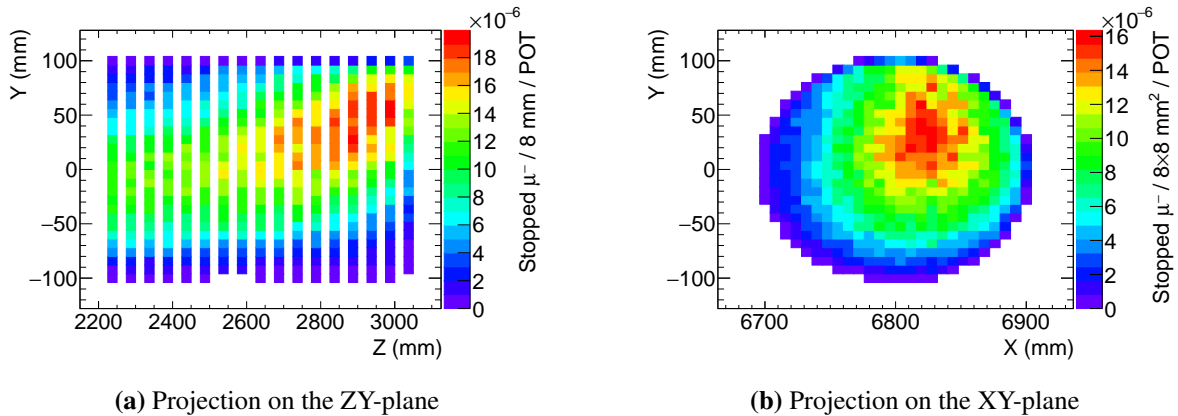 ×10⁻⁶
Y (mm)
100
50
0
−50
−100
2200 2400 2600 2800 3000
Z (mm)
0 2 4 6 8 10 12 14 16 18
Stopped μ⁻ / 8 mm / POT
(a) Projection on the ZY-plane
×10⁻⁶
Y (mm)
100
50
0
−50
−100
6700 6800 6900
X (mm)
0 2 4 6 8 10 12 14 16
Stopped μ⁻ / 8×8 mm² / POT
(b) Projection on the XY-plane